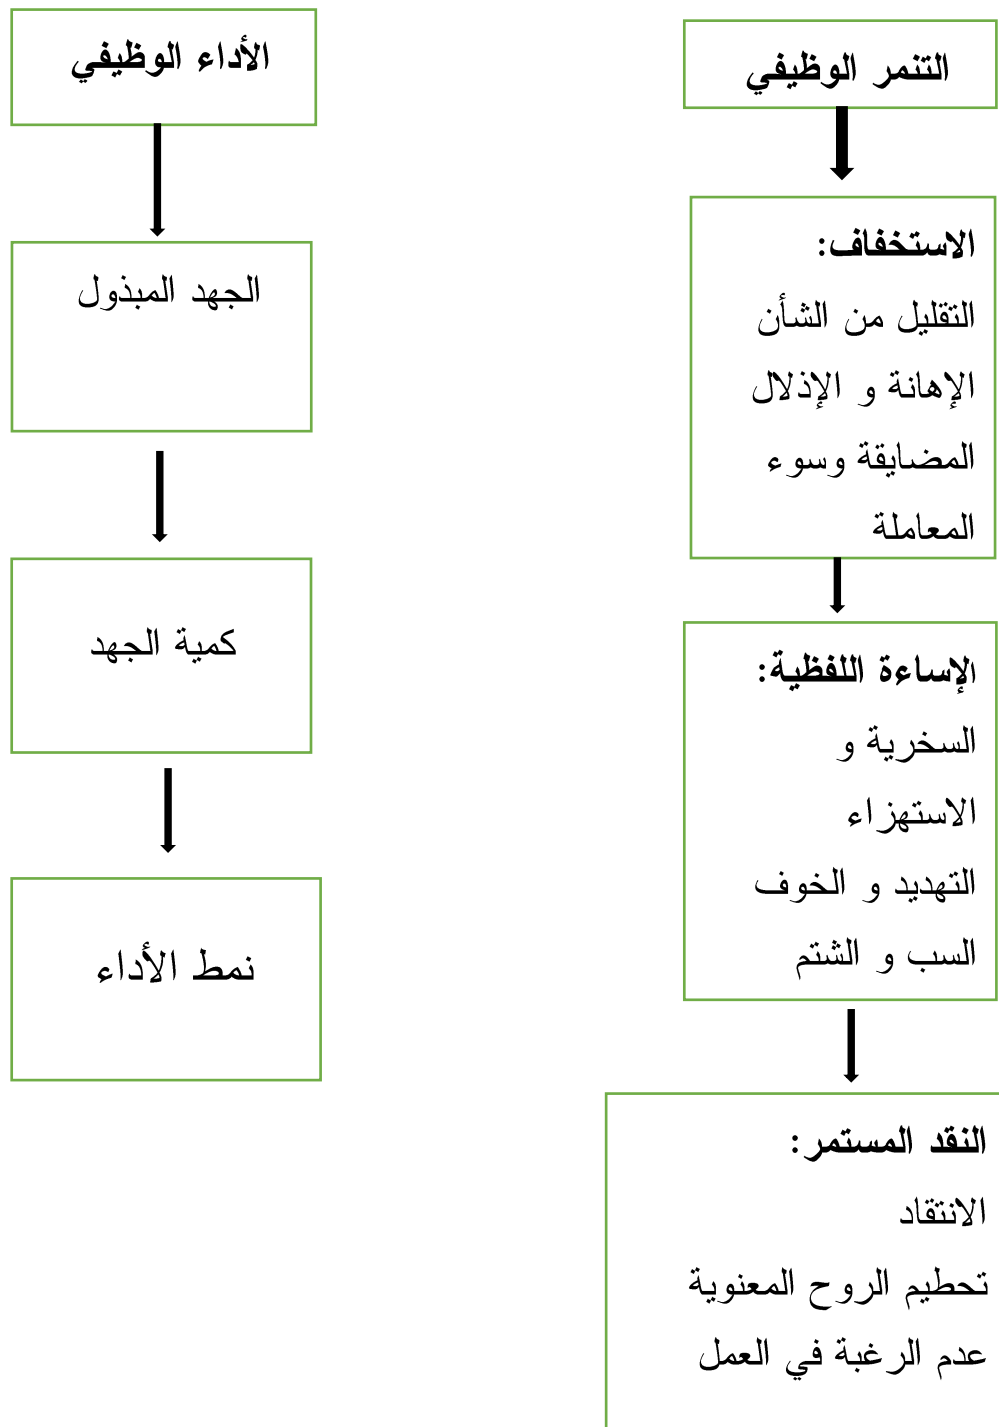 التنمر الوظيفي
الاستخفاف:
التقليل من الشأن
الإهانة و الإذلال
المضايقة وسوء
المعاملة
الإساءة اللفظية:
السخرية و
الاستهزاء
التهديد و الخوف
السب و الشتم
النقد المستمر:
الانتقاد
تحطيم الروح المعنوية
عدم الرغبة في العمل
الأداء الوظيفي
الجهد المبذول
كمية الجهد
نمط الأداء